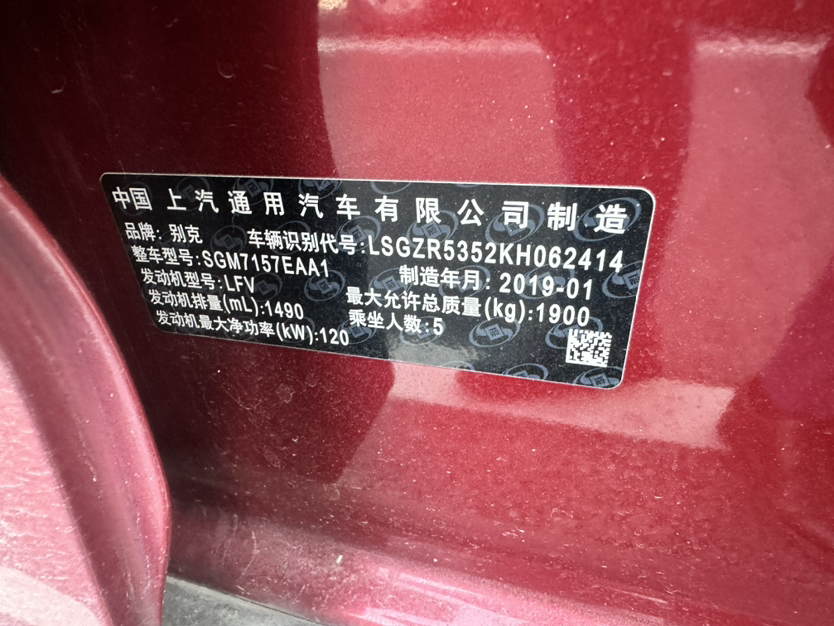 中国 上汽通用汽车有限公司制造
品牌: 别克 车辆识别代号:LSGZR5352KH062414
整车型号:SGM7157EAA1 制造年月: 2019-01
发动机型号:LFV 最大允许总质量(kg):1900
发动机排量(mL):1490 乘坐人数:5
发动机最大净功率(kW):120